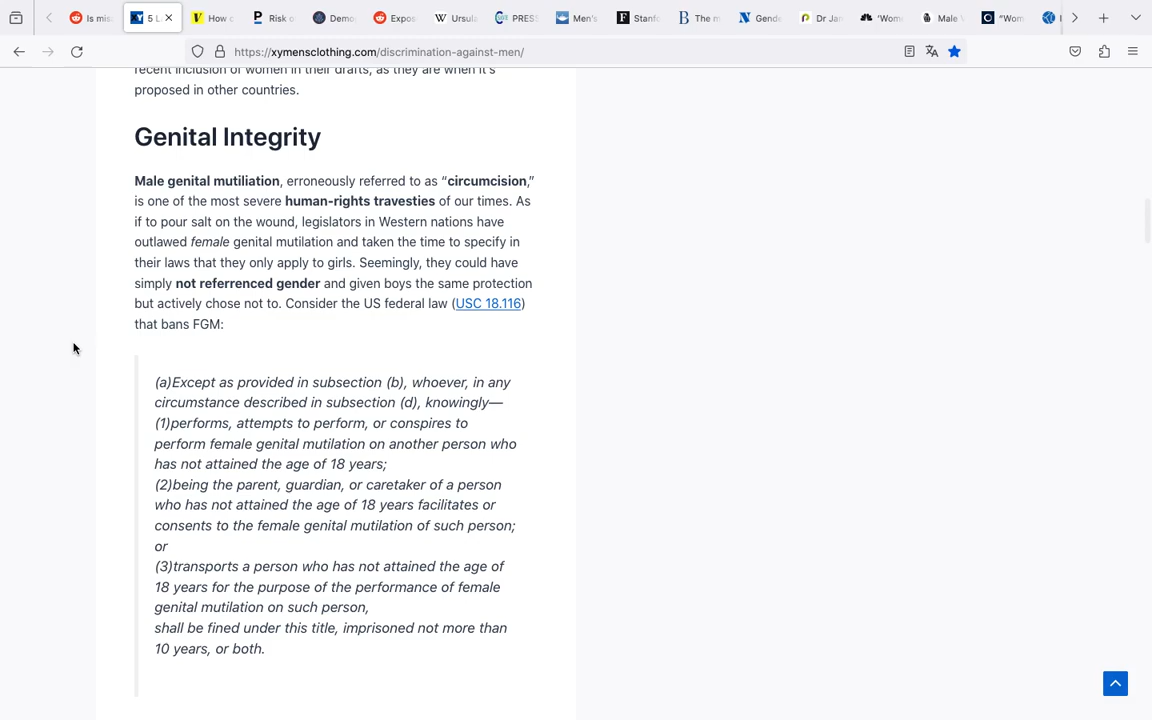 Is mis
5 L
How c
Risk o
Demo
Expos
Ursula
PRESS
Men's
Stanf
The m
Gende
Dr Jan
'Wom
Male V
"Wom
https://xymensclothing.com/discrimination-against-men/
recent inclusion of women in their drafts, as they are when it's
proposed in other countries.
Genital Integrity
Male genital mutiliation, erroneously referred to as “circumcision,”
is one of the most severe human-rights travesties of our times. As
if to pour salt on the wound, legislators in Western nations have
outlawed female genital mutilation and taken the time to specify in
their laws that they only apply to girls. Seemingly, they could have
simply not referrenced gender and given boys the same protection
but actively chose not to. Consider the US federal law (USC 18.116)
that bans FGM:
(a)Except as provided in subsection (b), whoever, in any
circumstance described in subsection (d), knowingly—
(1)performs, attempts to perform, or conspires to
perform female genital mutilation on another person who
has not attained the age of 18 years;
(2)being the parent, guardian, or caretaker of a person
who has not attained the age of 18 years facilitates or
consents to the female genital mutilation of such person;
or
(3)transports a person who has not attained the age of
18 years for the purpose of the performance of female
genital mutilation on such person,
shall be fined under this title, imprisoned not more than
10 years, or both.